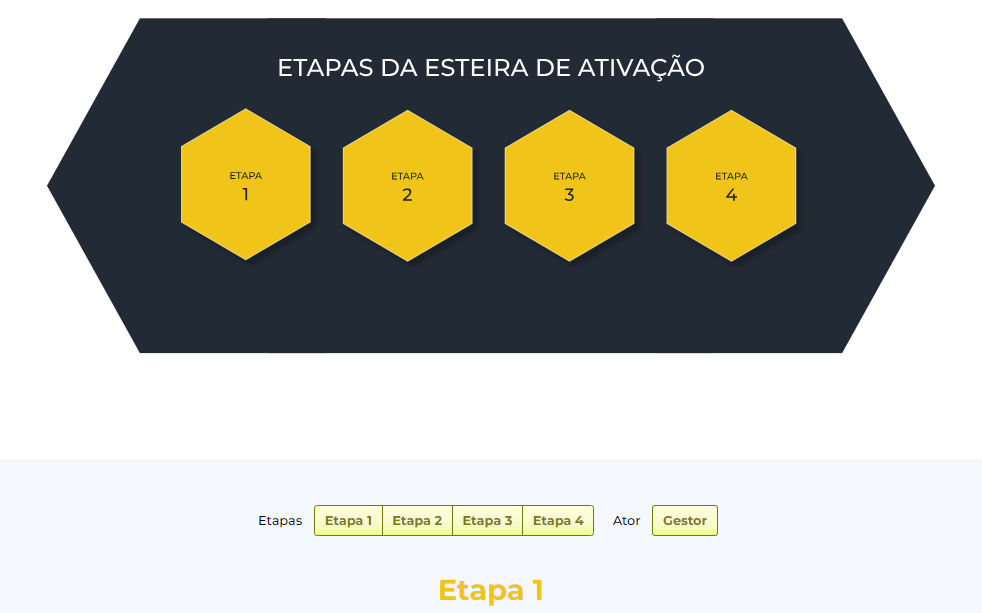 ETAPAS DA ESTEIRA DE ATIVAÇÃO
ETAPA
1
ETAPA
2
ETAPA
3
ETAPA
4
Etapas Etapa 1 Etapa 2 Etapa 3 Etapa 4 Ator Gestor
Etapa 1